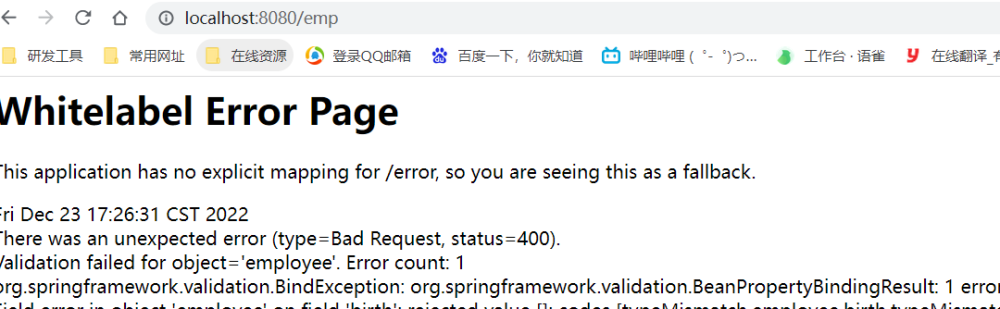 localhost:8080/emp
研发工具 常用网址 在线资源 登录QQ邮箱 百度一下，你就知道 哔哩哔哩 ( ゜- ゜)つ... 工作台 · 语雀 在线翻译_有
Whitelabel Error Page
This application has no explicit mapping for /error, so you are seeing this as a fallback.
Fri Dec 23 17:26:31 CST 2022
There was an unexpected error (type=Bad Request, status=400).
Validation failed for object='employee'. Error count: 1
org.springframework.validation.BindException: org.springframework.validation.BeanPropertyBindingResult: 1 error
Field error in object 'employee' on field 'birth': rejected value []; codes [typeMismatch.employee.birth,typeMismatc